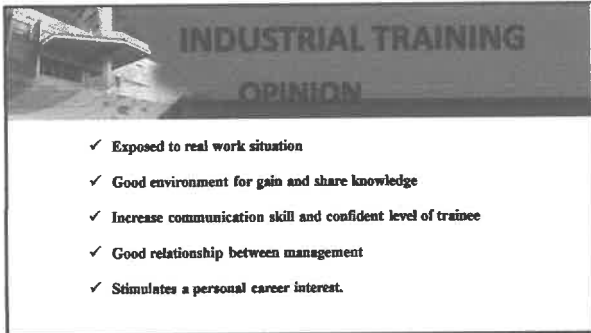 INDUSTRIAL TRAINING
OPINION
✓ Exposed to real work situation
✓ Good environment for gain and share knowledge
✓ Increase communication skill and confident level of trainee
✓ Good relationship between management
✓ Stimulates a personal career interest.